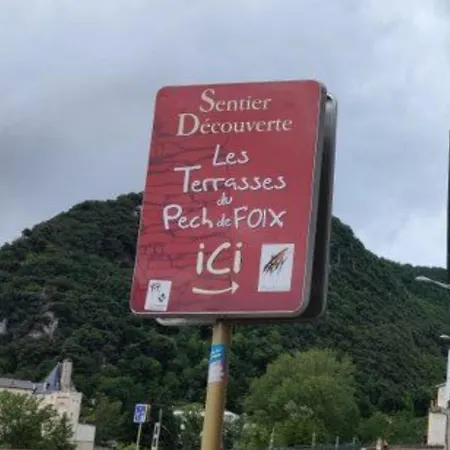 Sentier
Découverte
Les
Terrasses
du
Pech de FOIX
iCi